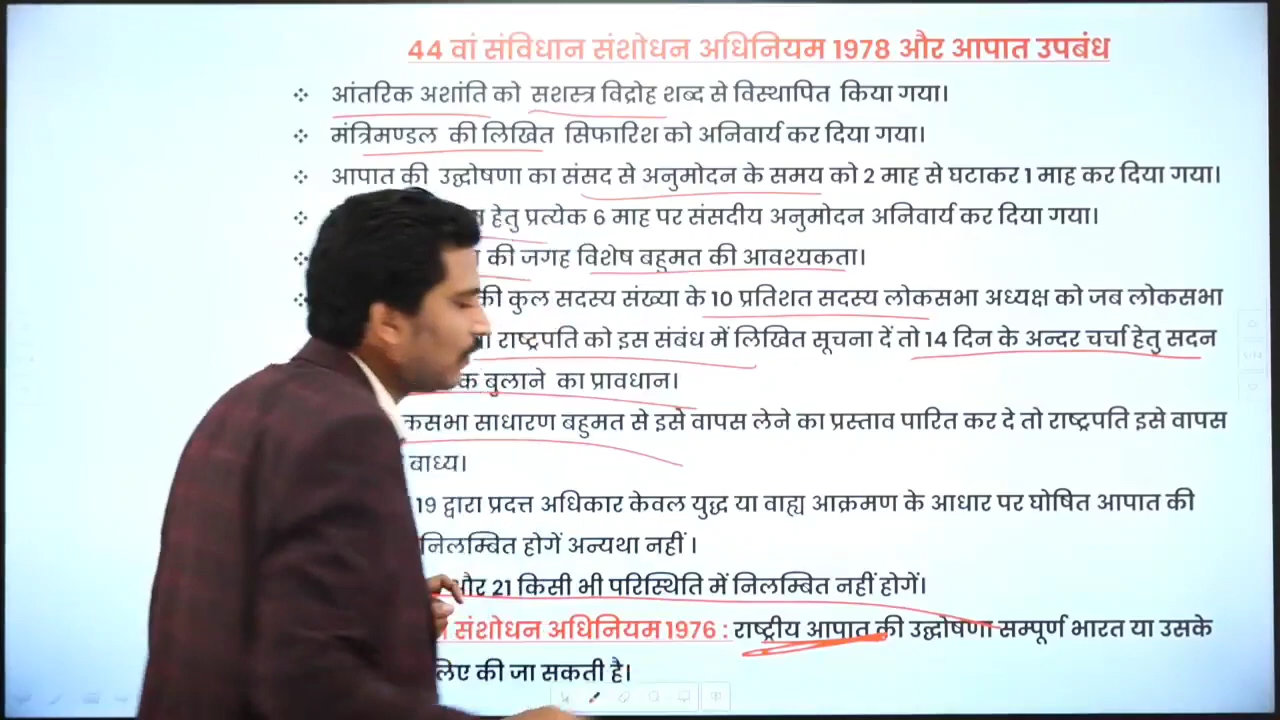 44 वां संविधान संशोधन अधिनियम 1978 और आपात उपबंध
आंतरिक अशांति को सशस्त्र विद्रोह शब्द से विस्थापित किया गया।
मंत्रिमण्डल की लिखित सिफारिश को अनिवार्य कर दिया गया।
आपात की उद्घोषणा का संसद से अनुमोदन के समय को 2 माह से घटाकर 1 माह कर दिया गया।
हेतु प्रत्येक 6 माह पर संसदीय अनुमोदन अनिवार्य कर दिया गया।
की जगह विशेष बहुमत की आवश्यकता।
की कुल सदस्य संख्या के 10 प्रतिशत सदस्य लोकसभा अध्यक्ष को जब लोकसभा
राष्ट्रपति को इस संबंध में लिखित सूचना दें तो 14 दिन के अन्दर चर्चा हेतु सदन
बुलाने का प्रावधान।
साधारण बहुमत से इसे वापस लेने का प्रस्ताव पारित कर दे तो राष्ट्रपति इसे वापस
बाध्य।
19 द्वारा प्रदत्त अधिकार केवल युद्ध या वाह्य आक्रमण के आधार पर घोषित आपात की
निलम्बित होगें अन्यथा नहीं ।
और 21 किसी भी परिस्थिति में निलम्बित नहीं होगें।
संशोधन अधिनियम 1976 : राष्ट्रीय आपात की उद्घोषणा सम्पूर्ण भारत या उसके
लिए की जा सकती है।